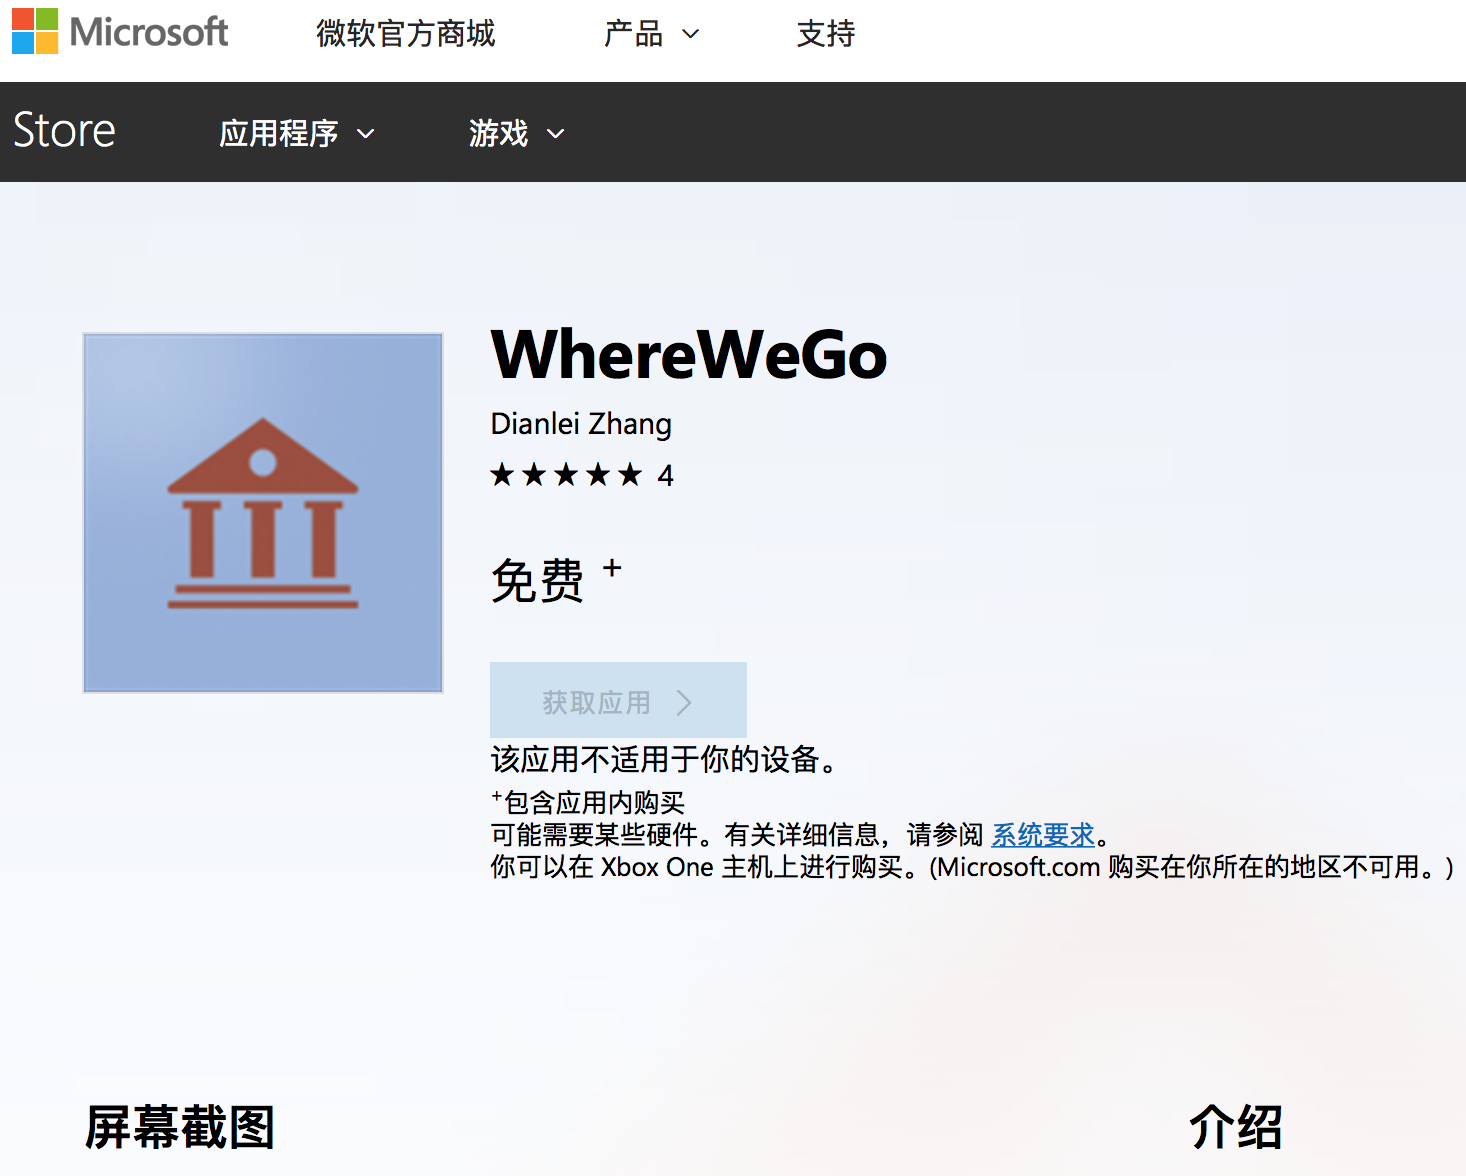 Microsoft 微软官方商城 产品 支持
Store 应用程序 游戏
WhereWeGo
Dianlei Zhang
★★★★★ 4
免费 +
获取应用
该应用不适用于你的设备。
+包含应用内购买
可能需要某些硬件。有关详细信息，请参阅 系统要求。
你可以在 Xbox One 主机上进行购买。(Microsoft.com 购买在你所在的地区不可用。)
屏幕截图 介绍